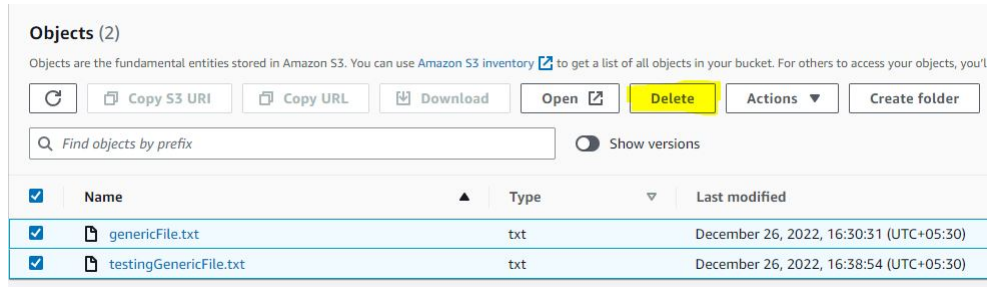 Objects (2)
Objects are the fundamental entities stored in Amazon S3. You can use Amazon S3 inventory to get a list of all objects in your bucket. For others to access your objects, you'l
Copy S3 URI Copy URL Download Open Delete Actions Create folder
Find objects by prefix Show versions
Name Type Last modified
genericFile.txt txt December 26, 2022, 16:30:31 (UTC+05:30)
testingGenericFile.txt txt December 26, 2022, 16:38:54 (UTC+05:30)